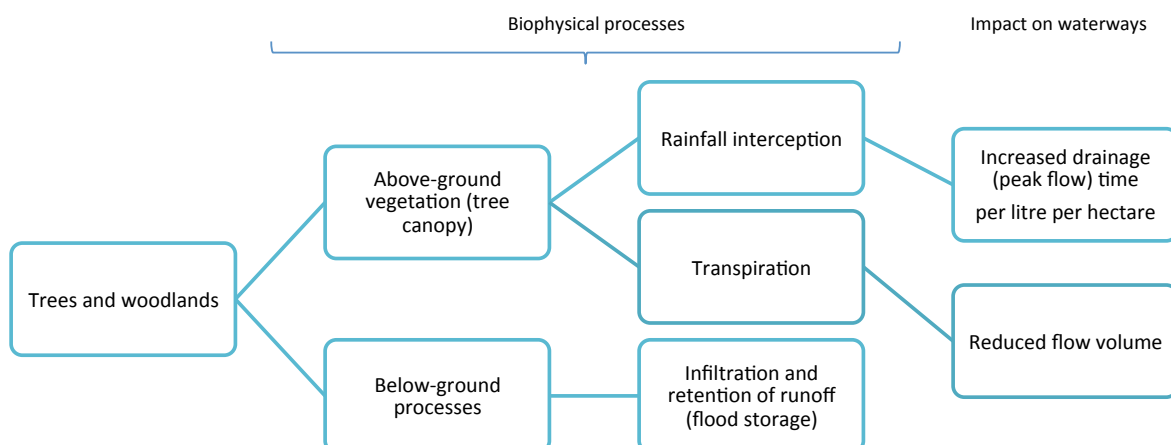 Biophysical processes
Impact on waterways
Rainfall interception
Increased drainage
(peak flow) time
per litre per hectare
Above-ground
vegetation (tree
canopy)
Transpiration
Trees and woodlands
Reduced flow volume
Below-ground
processes
Infiltration and
retention of runoff
(flood storage)